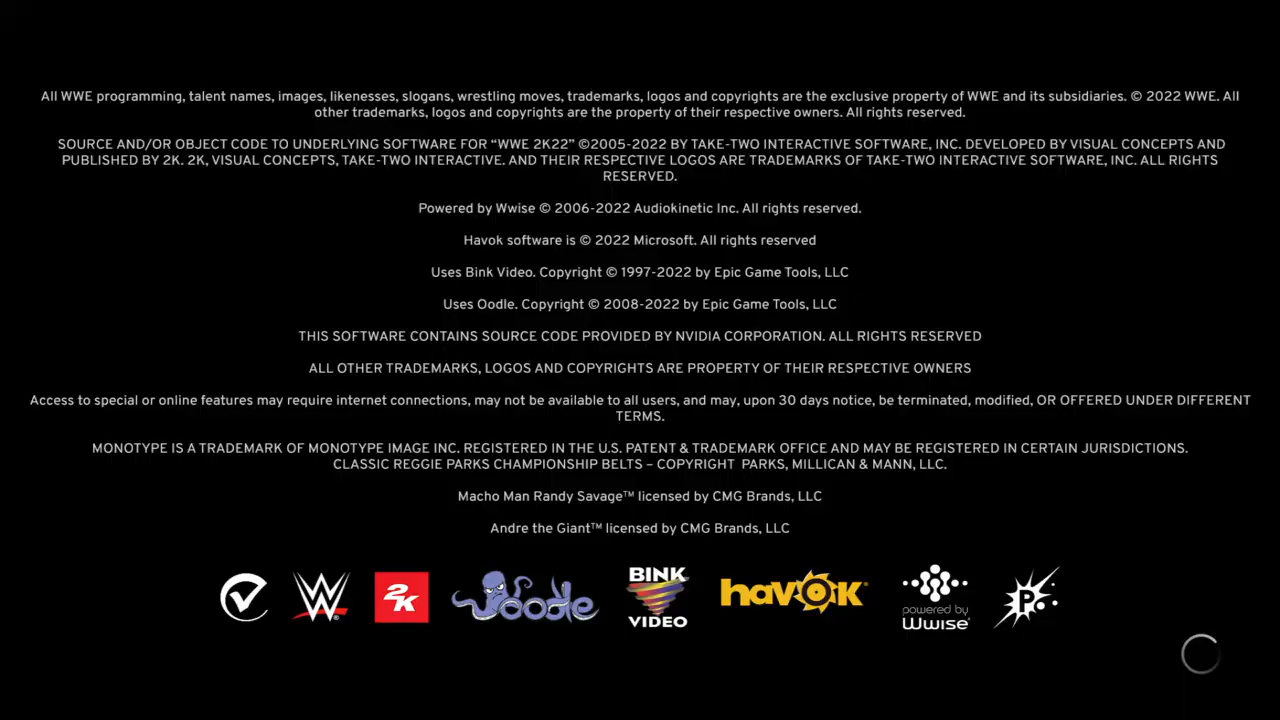 All WWE programming, talent names, images, likenesses, slogans, wrestling moves, trademarks, logos and copyrights are the exclusive property of WWE and its subsidiaries. © 2022 WWE. All
other trademarks, logos and copyrights are the property of their respective owners. All rights reserved.
SOURCE AND/OR OBJECT CODE TO UNDERLYING SOFTWARE FOR “WWE 2K22” ©2005-2022 BY TAKE-TWO INTERACTIVE SOFTWARE, INC. DEVELOPED BY VISUAL CONCEPTS AND
PUBLISHED BY 2K. 2K, VISUAL CONCEPTS, TAKE-TWO INTERACTIVE. AND THEIR RESPECTIVE LOGOS ARE TRADEMARKS OF TAKE-TWO INTERACTIVE SOFTWARE, INC. ALL RIGHTS
RESERVED.
Powered by Wwise © 2006-2022 Audiokinetic Inc. All rights reserved.
Havok software is © 2022 Microsoft. All rights reserved
Uses Bink Video. Copyright © 1997-2022 by Epic Game Tools, LLC
Uses Oodle. Copyright © 2008-2022 by Epic Game Tools, LLC
THIS SOFTWARE CONTAINS SOURCE CODE PROVIDED BY NVIDIA CORPORATION. ALL RIGHTS RESERVED
ALL OTHER TRADEMARKS, LOGOS AND COPYRIGHTS ARE PROPERTY OF THEIR RESPECTIVE OWNERS
Access to special or online features may require internet connections, may not be available to all users, and may, upon 30 days notice, be terminated, modified, OR OFFERED UNDER DIFFERENT
TERMS.
MONOTYPE IS A TRADEMARK OF MONOTYPE IMAGE INC. REGISTERED IN THE U.S. PATENT & TRADEMARK OFFICE AND MAY BE REGISTERED IN CERTAIN JURISDICTIONS.
CLASSIC REGGIE PARKS CHAMPIONSHIP BELTS – COPYRIGHT PARKS, MILLICAN & MANN, LLC.
Macho Man Randy Savage™ licensed by CMG Brands, LLC
Andre the Giant™ licensed by CMG Brands, LLC
W
2K
oodle
BINK
VIDEO
havok
powered by
Wwise
P